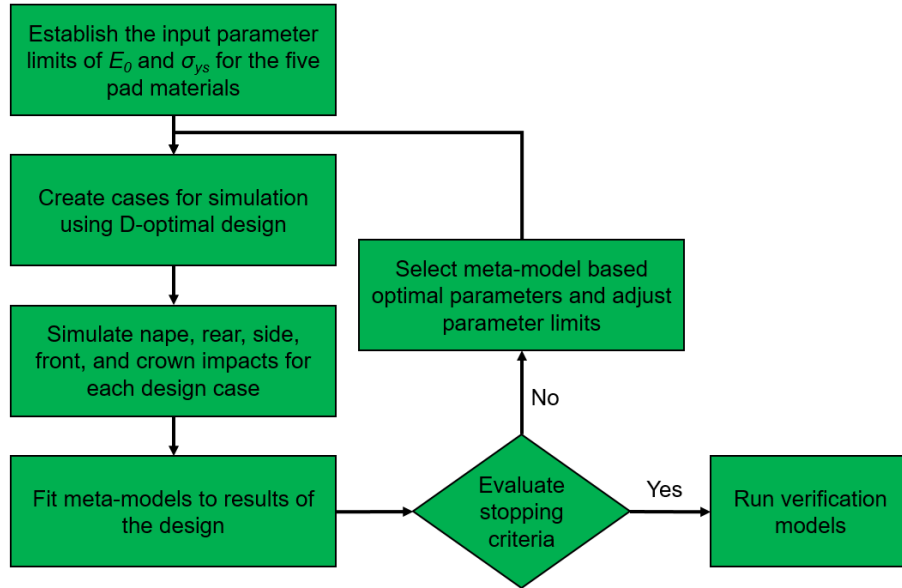 Establish the input parameter
limits of E₀ and σys for the five
pad materials
Create cases for simulation
using D-optimal design
Simulate nape, rear, side,
front, and crown impacts for
each design case
Fit meta-models to results of
the design
Evaluate
stopping
criteria
No
Select meta-model based
optimal parameters and adjust
parameter limits
Yes
Run verification
models